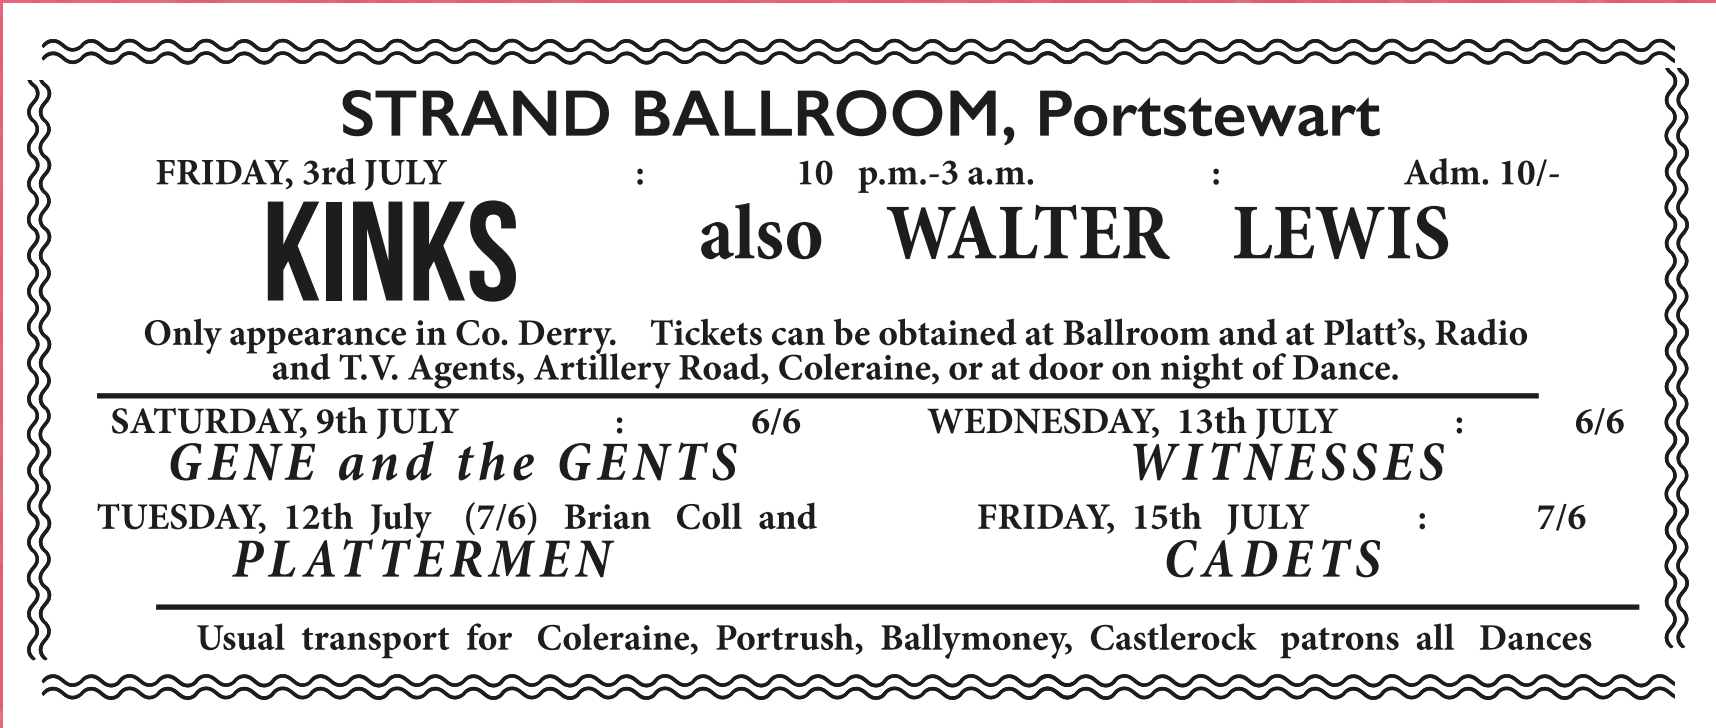 STRAND BALLROOM, Portstewart
FRIDAY, 3rd JULY : 10 p.m.-3 a.m. : Adm. 10/-
KINKS also WALTER LEWIS
Only appearance in Co. Derry. Tickets can be obtained at Ballroom and at Platt's, Radio
and T.V. Agents, Artillery Road, Coleraine, or at door on night of Dance.
SATURDAY, 9th JULY : 6/6
GENE and the GENTS
TUESDAY, 12th July (7/6) Brian Coll and
PLATTERMEN
WEDNESDAY, 13th JULY : 6/6
WITNESSES
FRIDAY, 15th JULY : 7/6
CADETS
Usual transport for Coleraine, Portrush, Ballymoney, Castlerock patrons all Dances